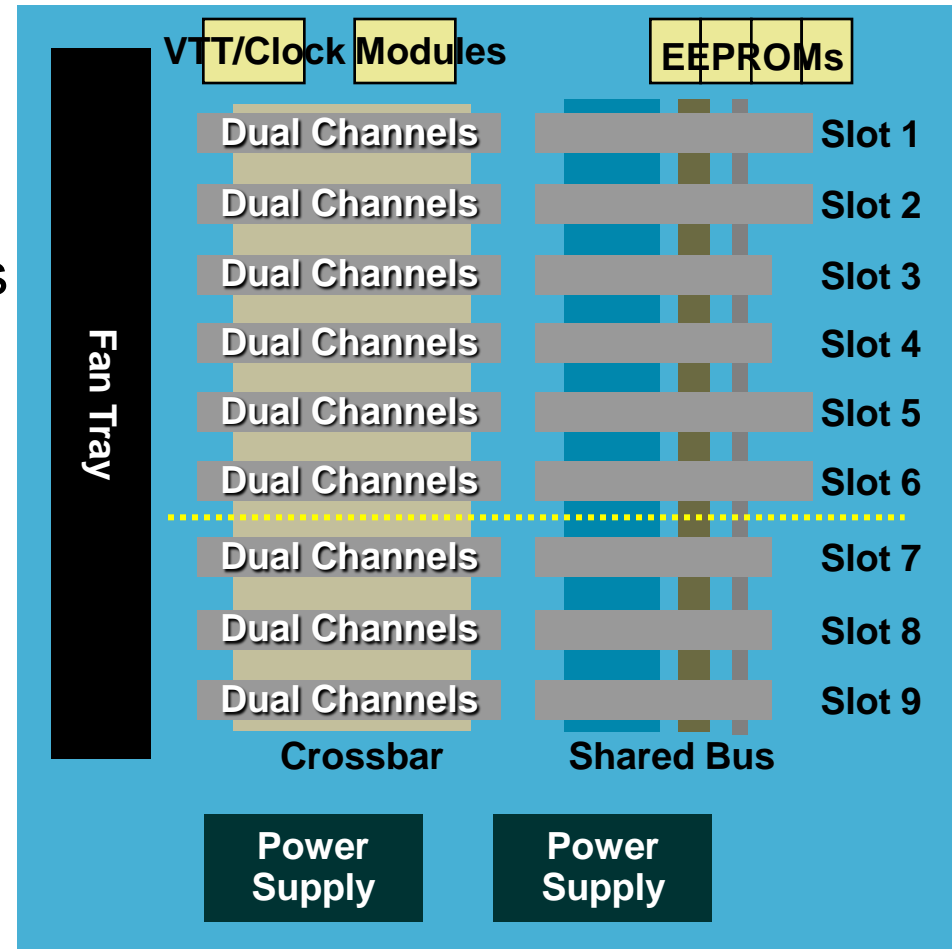 VTT/Clock Modules
EEPROMs
Dual Channels
Slot 1
Dual Channels
Slot 2
Dual Channels
Slot 3
Dual Channels
Slot 4
Dual Channels
Slot 5
Dual Channels
Slot 6
Dual Channels
Slot 7
Dual Channels
Slot 8
Dual Channels
Slot 9
Fan Tray
Crossbar
Shared Bus
Power
Supply
Power
Supply